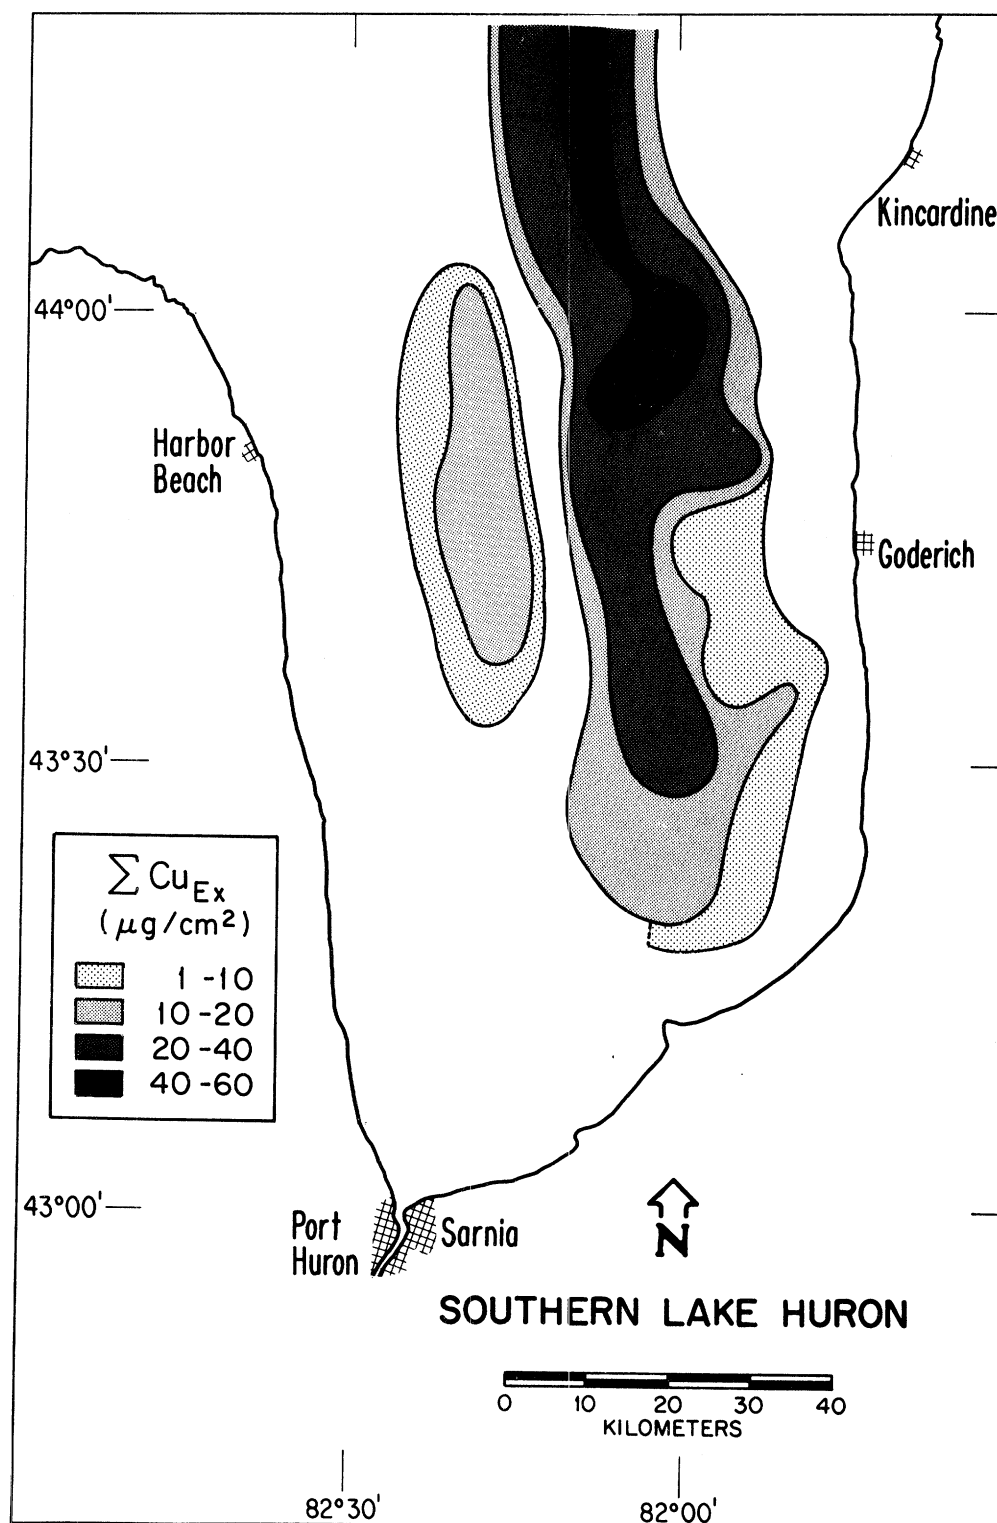 Kincardine
44°00'
Harbor
Beach
Goderich
43°30'
∑ Cu_Ex
(μg/cm²)
1-10
10-20
20-40
40-60
43°00'
Port
Huron
Sarnia
N
SOUTHERN LAKE HURON
0 10 20 30 40
KILOMETERS
82°30' 82°00'